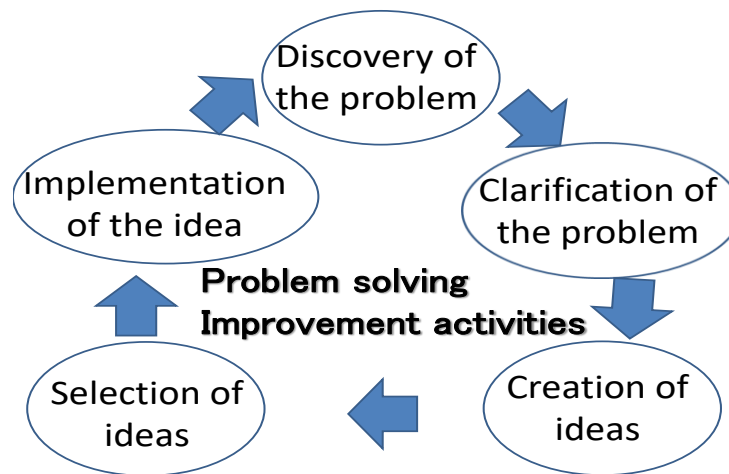 Discovery of
the problem
Clarification of
the problem
Creation of
ideas
Selection of
ideas
Implementation
of the idea
Problem solving
Improvement activities